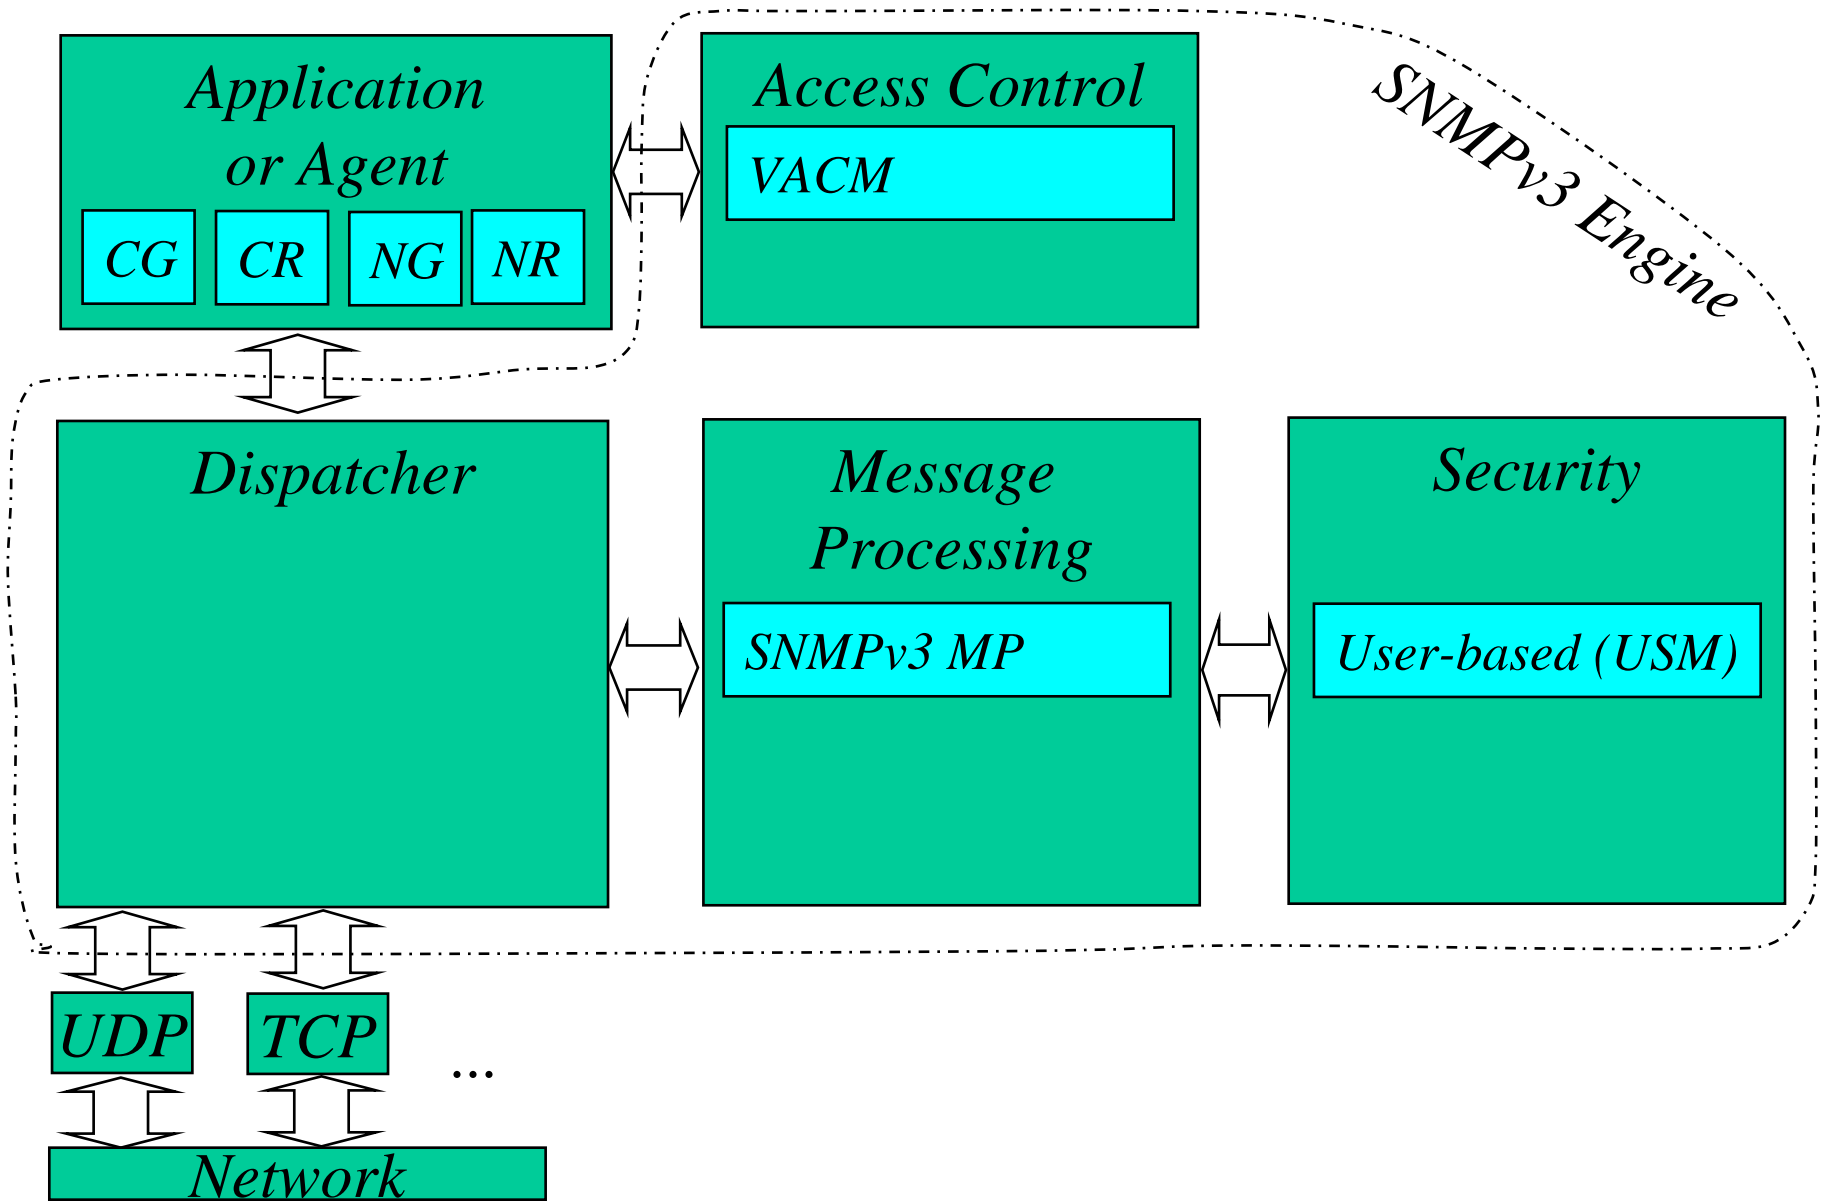 Application
or Agent
CG
CR
NG
NR
Access Control
VACM
SNMPv3 Engine
Dispatcher
Message
Processing
SNMPv3 MP
Security
User-based (USM)
UDP
TCP
...
Network